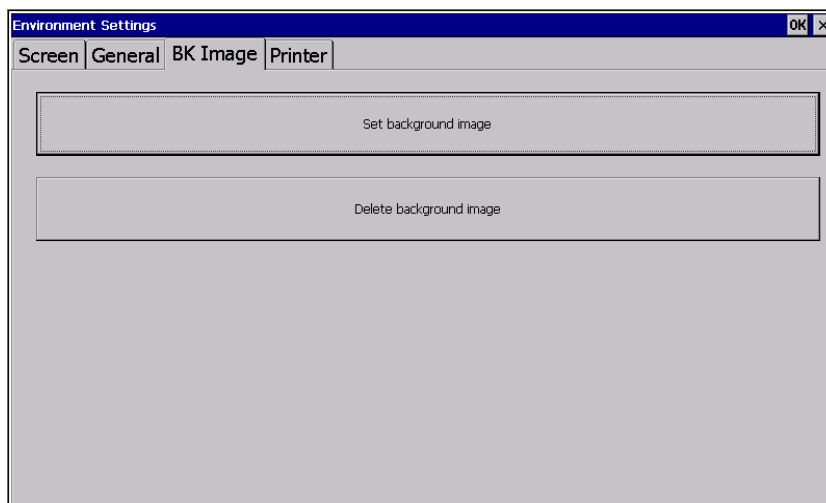 Environment Settings OK ×
Screen General BK Image Printer
Set background image
Delete background image